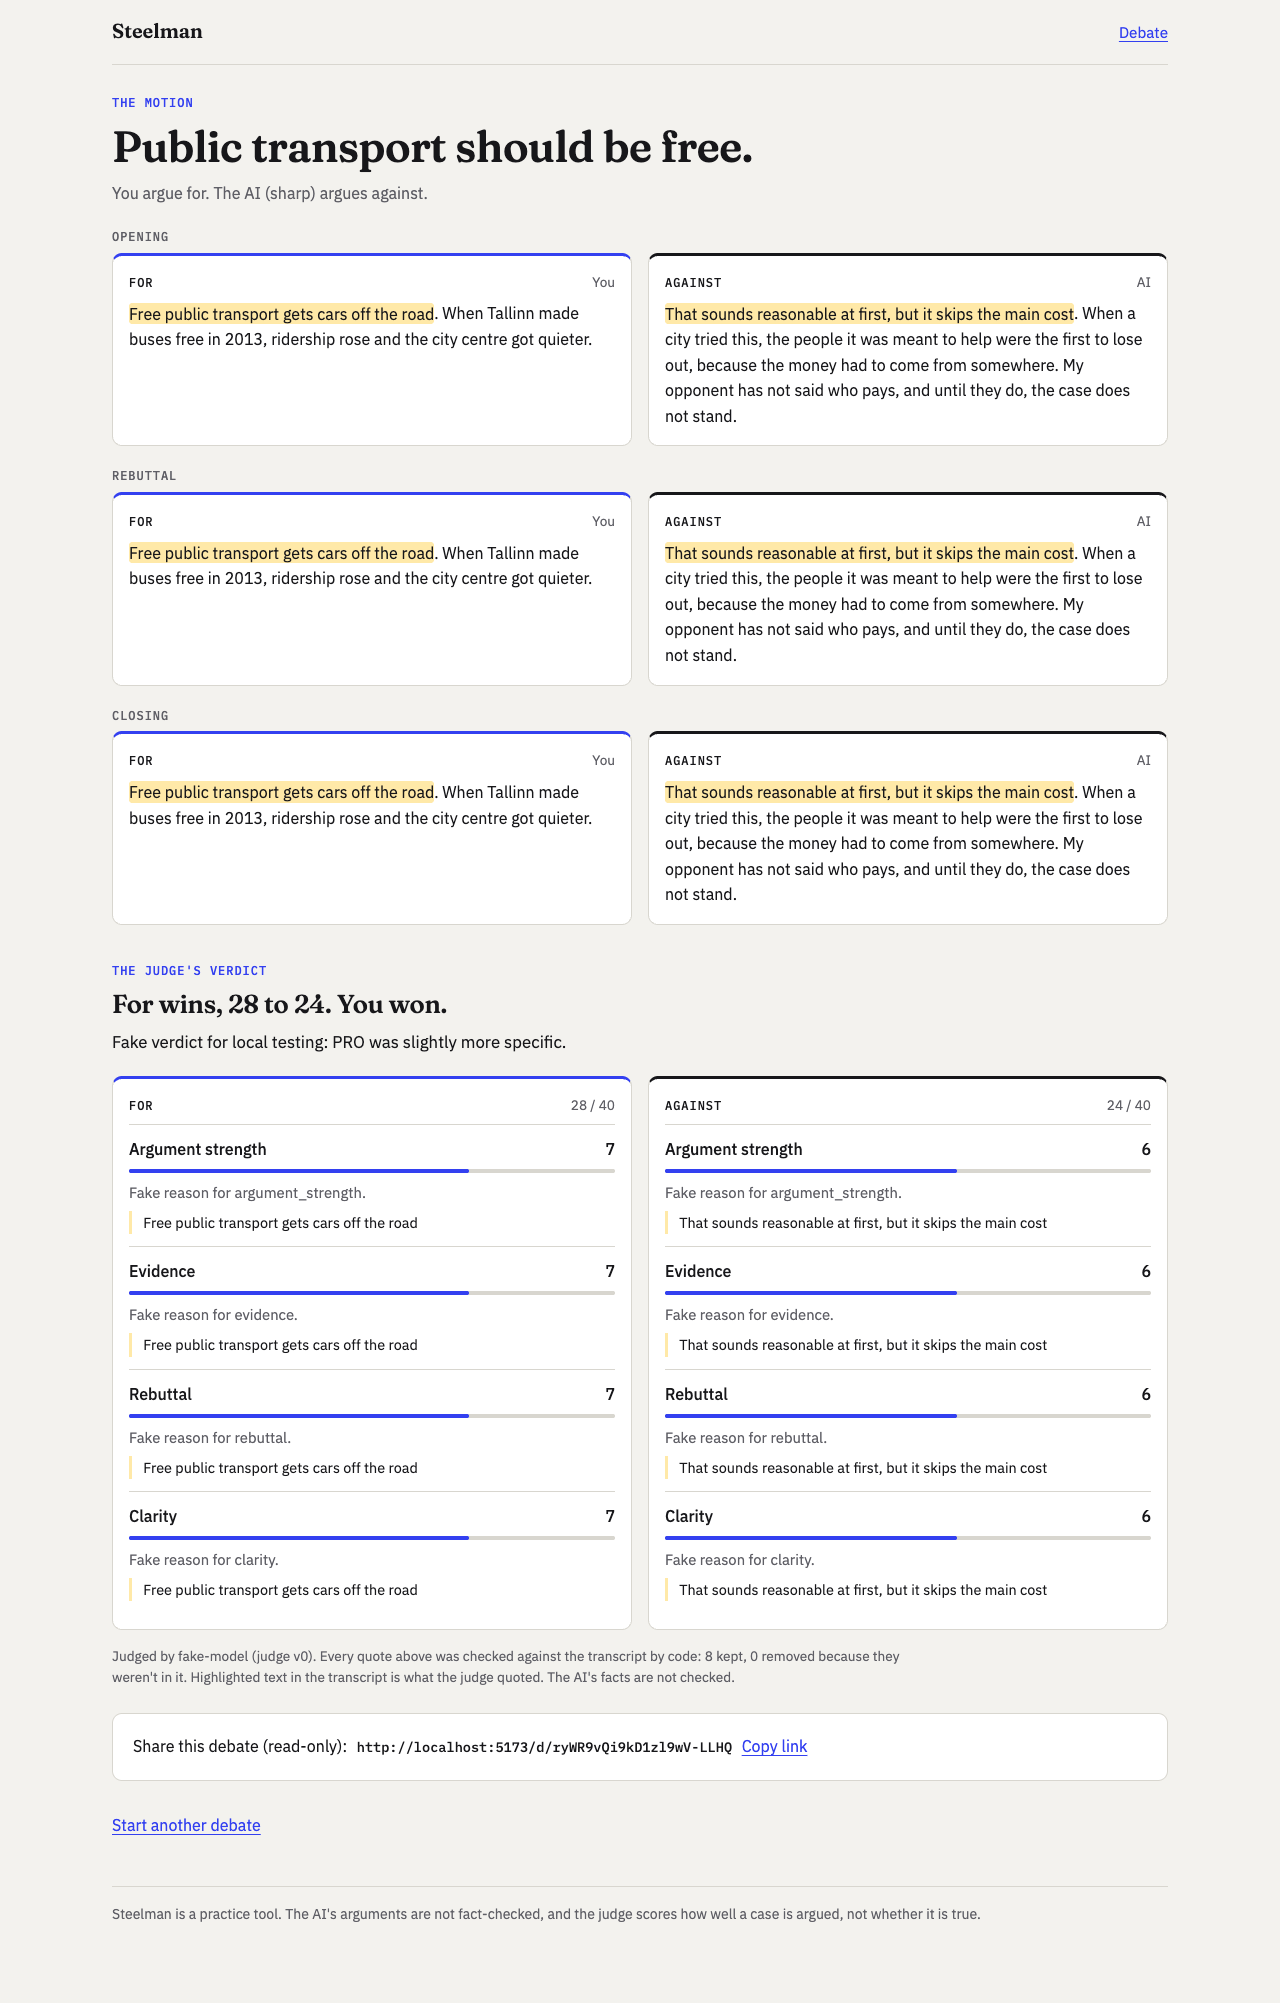 Steelman
Debate
THE MOTION
Public transport should be free.
You argue for. The AI (sharp) argues against.
OPENING
FOR
You
Free public transport gets cars off the road. When Tallinn made
buses free in 2013, ridership rose and the city centre got quieter.
AGAINST
AI
That sounds reasonable at first, but it skips the main cost. When a
city tried this, the people it was meant to help were the first to lose
out, because the money had to come from somewhere. My
opponent has not said who pays, and until they do, the case does
not stand.
REBUTTAL
FOR
You
Free public transport gets cars off the road. When Tallinn made
buses free in 2013, ridership rose and the city centre got quieter.
AGAINST
AI
That sounds reasonable at first, but it skips the main cost. When a
city tried this, the people it was meant to help were the first to lose
out, because the money had to come from somewhere. My
opponent has not said who pays, and until they do, the case does
not stand.
CLOSING
FOR
You
Free public transport gets cars off the road. When Tallinn made
buses free in 2013, ridership rose and the city centre got quieter.
AGAINST
AI
That sounds reasonable at first, but it skips the main cost. When a
city tried this, the people it was meant to help were the first to lose
out, because the money had to come from somewhere. My
opponent has not said who pays, and until they do, the case does
not stand.
THE JUDGE'S VERDICT
For wins, 28 to 24. You won.
Fake verdict for local testing: PRO was slightly more specific.
FOR
28 / 40
Argument strength
7
Fake reason for argument_strength.
Free public transport gets cars off the road
Evidence
7
Fake reason for evidence.
Free public transport gets cars off the road
Rebuttal
7
Fake reason for rebuttal.
Free public transport gets cars off the road
Clarity
7
Fake reason for clarity.
Free public transport gets cars off the road
AGAINST
24 / 40
Argument strength
6
Fake reason for argument_strength.
That sounds reasonable at first, but it skips the main cost
Evidence
6
Fake reason for evidence.
That sounds reasonable at first, but it skips the main cost
Rebuttal
6
Fake reason for rebuttal.
That sounds reasonable at first, but it skips the main cost
Clarity
6
Fake reason for clarity.
That sounds reasonable at first, but it skips the main cost
Judged by fake-model (judge v0). Every quote above was checked against the transcript by code: 8 kept, 0 removed because they
weren't in it. Highlighted text in the transcript is what the judge quoted. The AI's facts are not checked.
Share this debate (read-only): http://localhost:5173/d/ryWR9vQi9kD1zl9wV-LLHQ Copy link
Start another debate
Steelman is a practice tool. The AI's arguments are not fact-checked, and the judge scores how well a case is argued, not whether it is true.